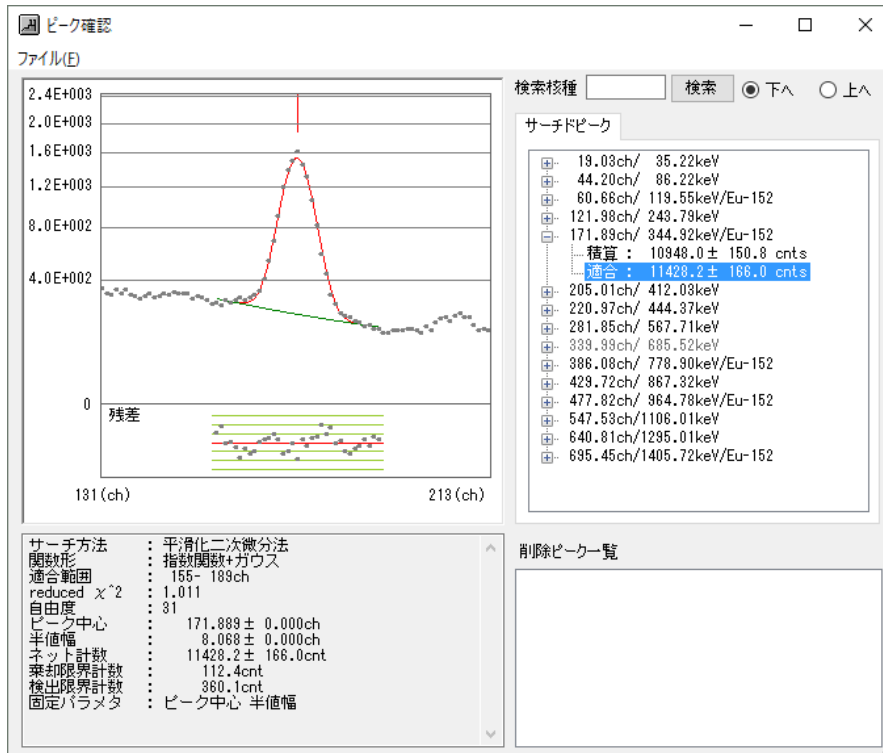 ピーク確認
ファイル(F)
2.4E+003
2.0E+003
1.6E+003
1.2E+003
8.0E+002
4.0E+002
0
残差
131(ch)
213(ch)
検索核種
検索
下へ
上へ
サーチドピーク
19.03ch/ 35.22keV
44.20ch/ 86.22keV
60.66ch/ 119.55keV/Eu-152
121.98ch/ 243.79keV
171.89ch/ 344.92keV/Eu-152
積算 : 10948.0± 150.8 cnts
適合 : 11428.2± 166.0 cnts
205.01ch/ 412.03keV
220.97ch/ 444.37keV
281.85ch/ 567.71keV
339.99ch/ 685.52keV
386.08ch/ 778.90keV/Eu-152
429.72ch/ 867.32keV
477.82ch/ 964.78keV/Eu-152
547.53ch/1106.01keV
640.81ch/1295.01keV
695.45ch/1405.72keV/Eu-152
サーチ方法 : 平滑化二次微分法
関数形 : 指数関数+ガウス
適合範囲 : 155- 189ch
reduced χ^2 : 1.011
自由度 : 31
ピーク中心 : 171.889± 0.000ch
半値幅 : 8.068± 0.000ch
ネット計数 : 11428.2± 166.0cnt
棄却限界計数 : 112.4cnt
検出限界計数 : 360.1cnt
固定パラメタ : ピーク中心 半値幅
削除ピーク一覧